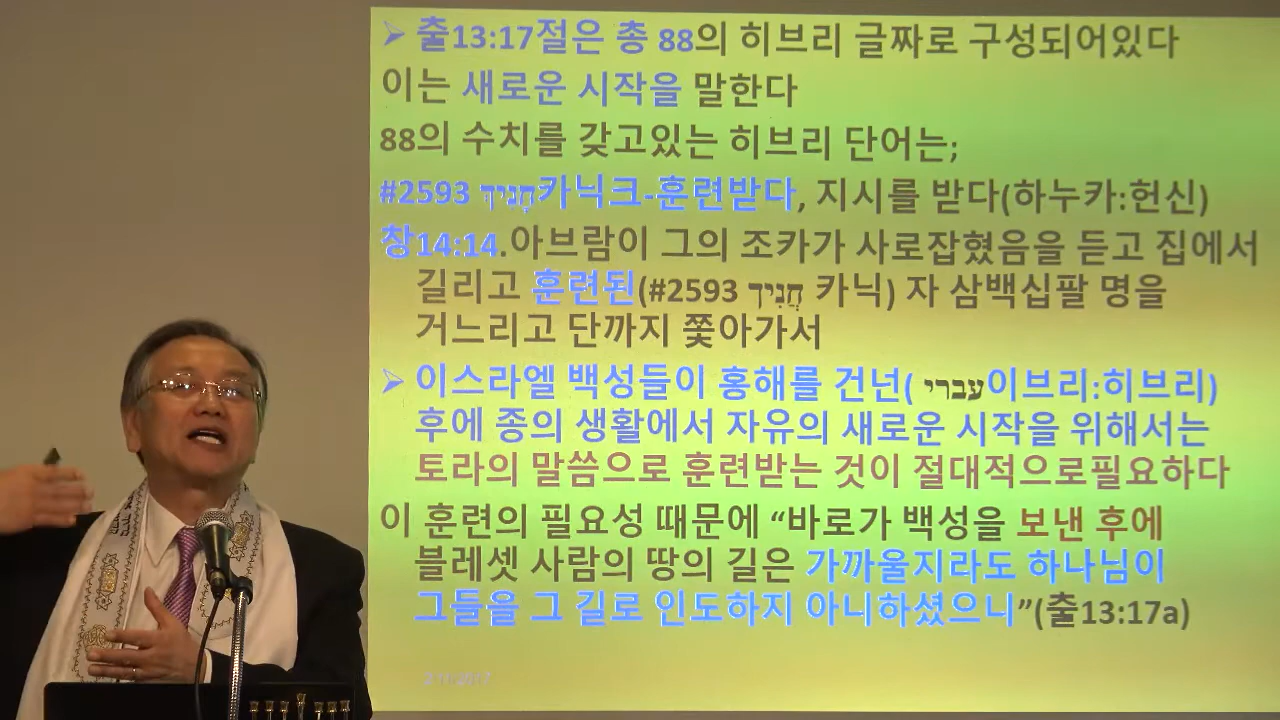 ➢ 출13:17절은 총 88의 히브리 글짜로 구성되어있다
이는 새로운 시작을 말한다
88의 수치를 갖고있는 히브리 단어는;
#2593 חָנִיךְ카닉크-훈련받다, 지시를 받다(하누카:헌신)
창14:14.아브람이 그의 조카가 사로잡혔음을 듣고 집에서
길리고 훈련된(#2593 חָנִיךְ 카닉) 자 삼백십팔 명을
거느리고 단까지 쫓아가서
➢ 이스라엘 백성들이 홍해를 건넌( עברי이브리:히브리)
후에 종의 생활에서 자유의 새로운 시작을 위해서는
토라의 말씀으로 훈련받는 것이 절대적으로필요하다
이 훈련의 필요성 때문에 “바로가 백성을 보낸 후에
블레셋 사람의 땅의 길은 가까울지라도 하나님이
그들을 그 길로 인도하지 아니하셨으니”(출13:17a)